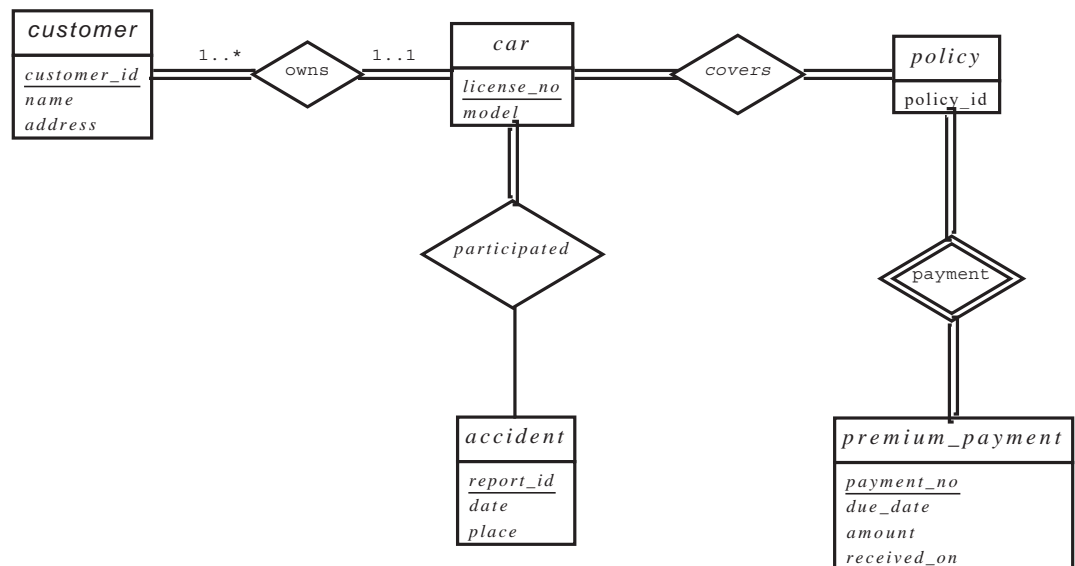 customer
customer_id
name
address
1..*
owns
1..1
car
license_no
model
covers
policy
policy_id
participated
payment
accident
report_id
date
place
premium_payment
payment_no
due_date
amount
received_on